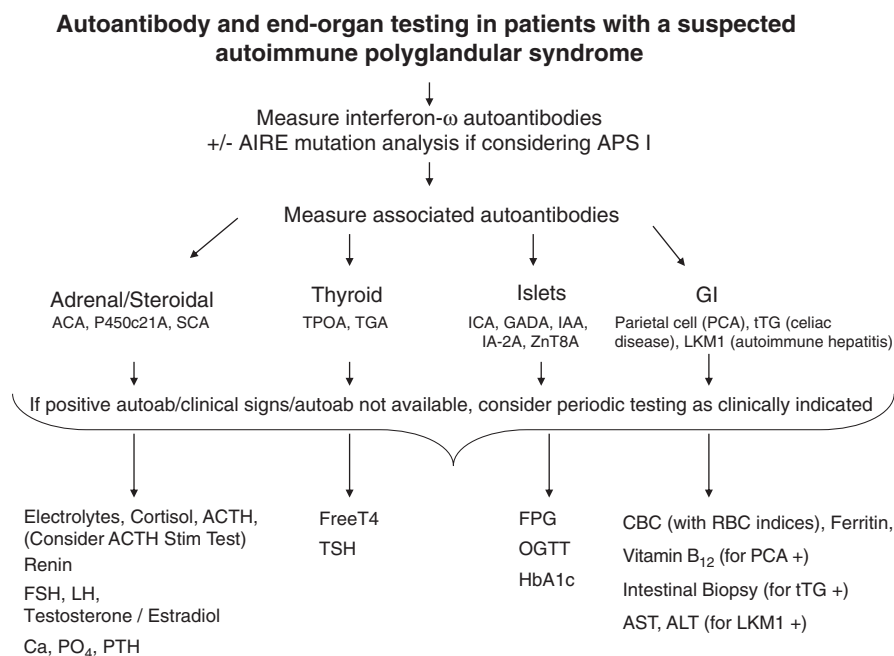 Autoantibody and end-organ testing in patients with a suspected
autoimmune polyglandular syndrome
Measure interferon-ω autoantibodies
+/- AIRE mutation analysis if considering APS I
Measure associated autoantibodies
Adrenal/Steroidal
ACA, P450c21A, SCA
Thyroid
TPOA, TGA
Islets
ICA, GADA, IAA,
IA-2A, ZnT8A
GI
Parietal cell (PCA), tTG (celiac
disease), LKM1 (autoimmune hepatitis)
If positive autoab/clinical signs/autoab not available, consider periodic testing as clinically indicated
Electrolytes, Cortisol, ACTH,
(Consider ACTH Stim Test)
Renin
FSH, LH,
Testosterone / Estradiol
Ca, PO₄, PTH
FreeT4
TSH
FPG
OGTT
HbA1c
CBC (with RBC indices), Ferritin,
Vitamin B₁₂ (for PCA +)
Intestinal Biopsy (for tTG +)
AST, ALT (for LKM1 +)